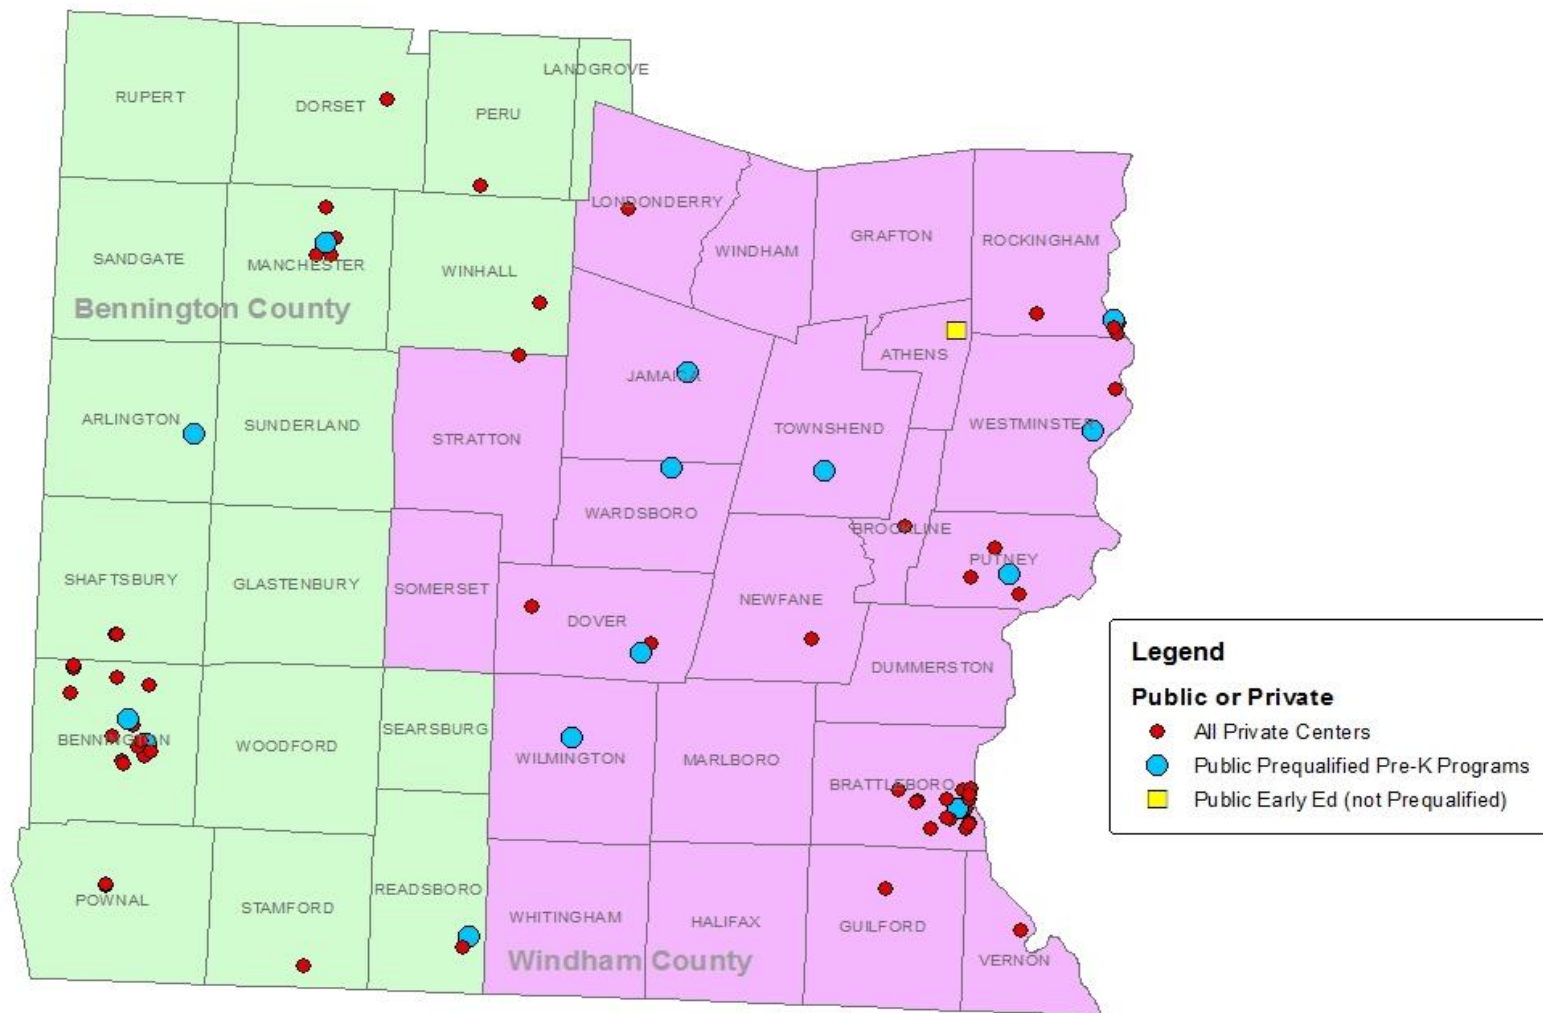 LANDGROVE
RUPERT
DORSET
PERU
LONDONDERRY
WINDHAM
GRAFTON
ROCKINGHAM
SANDGATE
MANCHESTER
WINHALL
Bennington County
ATHENS
JAMAICA
ARLINGTON
SUNDERLAND
STRATTON
TOWNSHEND
WESTMINSTER
WARDSBORO
BROOKLINE
SHAFTSBURY
GLASTENBURY
SOMERSET
PUTNEY
NEWFANE
DOVER
DUMMERSTON
BENNINGTON
WOODFORD
SEARSBURG
WILMINGTON
MARLBORO
BRATTLEBORO
POWNAL
STAMFORD
READSBORO
WHITINGHAM
HALIFAX
GUILFORD
VERNON
Windham County
Legend
Public or Private
All Private Centers
Public Prequalified Pre-K Programs
Public Early Ed (not Prequalified)